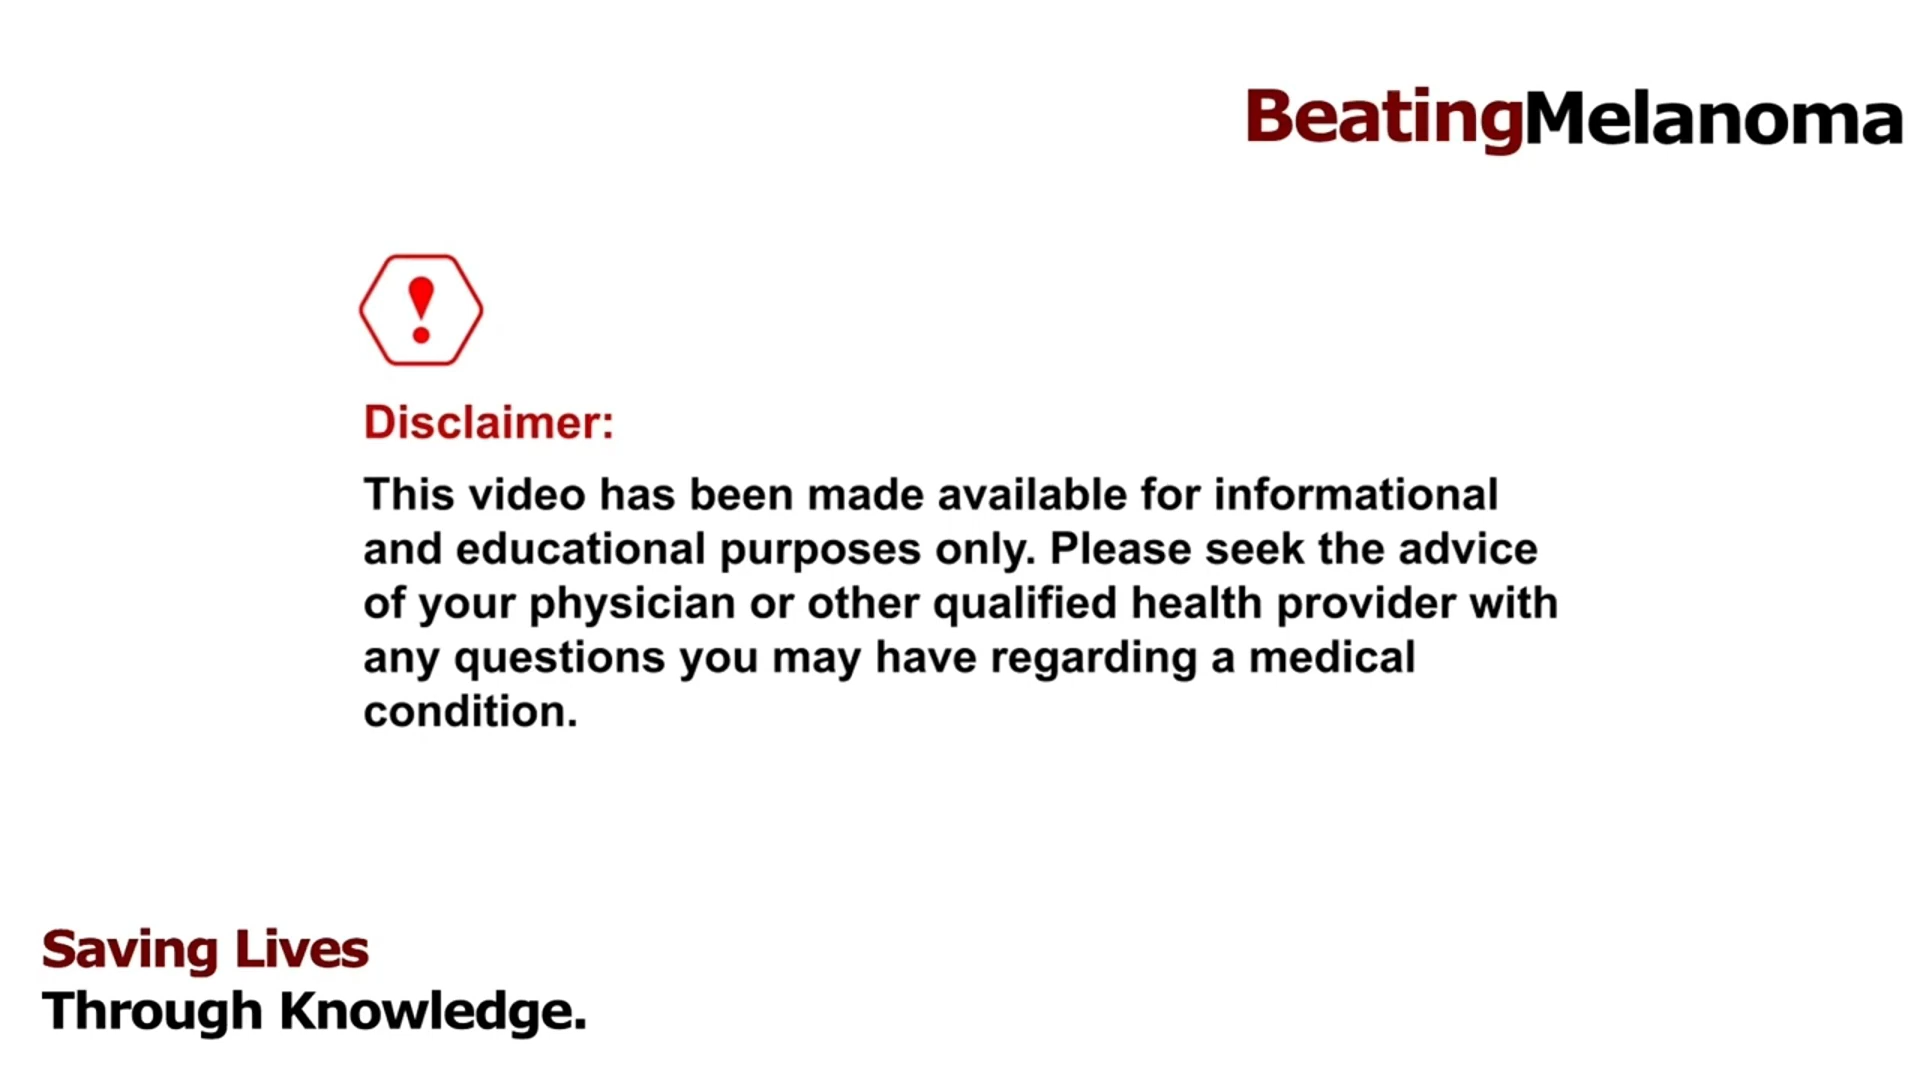 BeatingMelanoma
Disclaimer:
This video has been made available for informational
and educational purposes only. Please seek the advice
of your physician or other qualified health provider with
any questions you may have regarding a medical
condition.
Saving Lives
Through Knowledge.